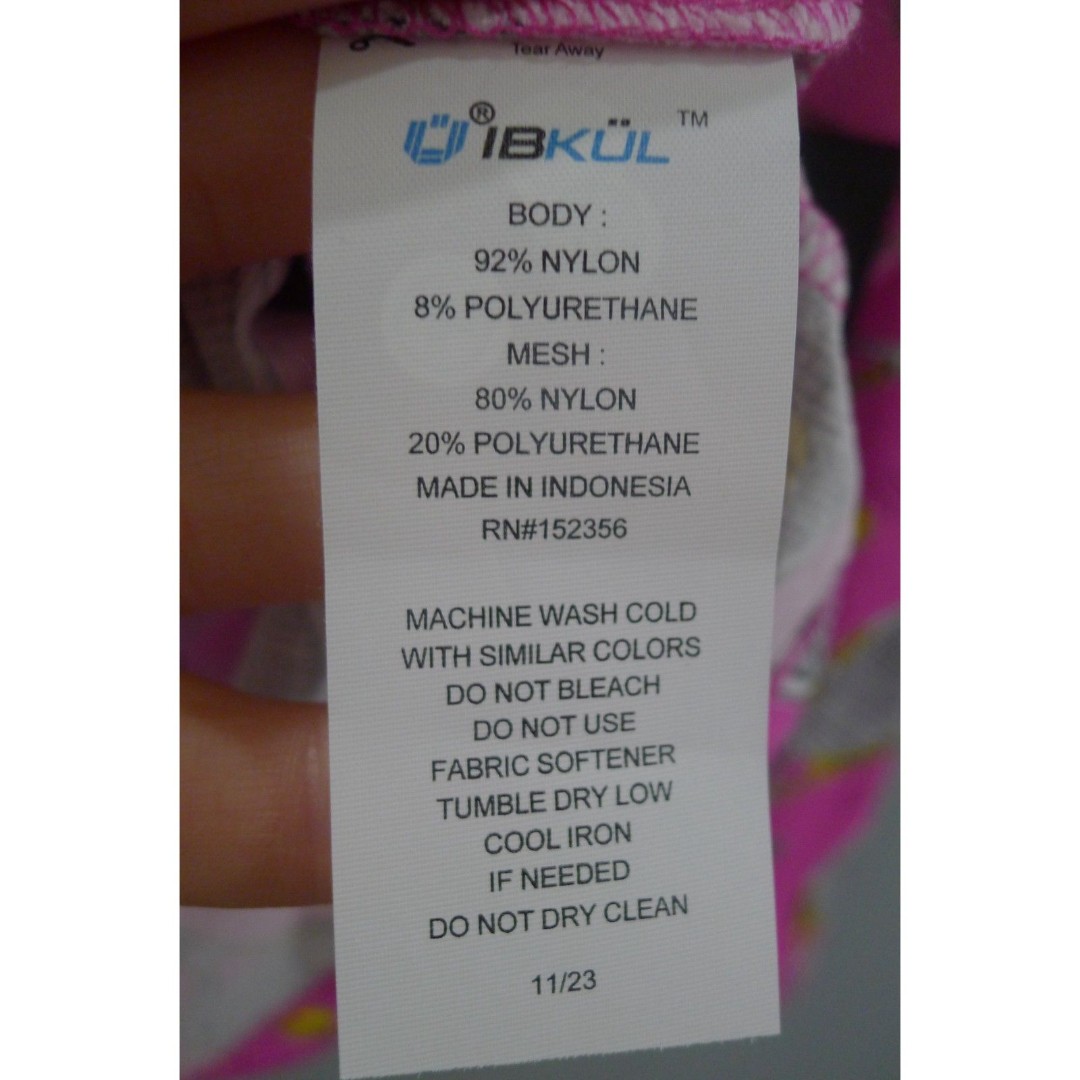 Tear Away
® IBKÜL ™
BODY :
92% NYLON
8% POLYURETHANE
MESH :
80% NYLON
20% POLYURETHANE
MADE IN INDONESIA
RN#152356
MACHINE WASH COLD
WITH SIMILAR COLORS
DO NOT BLEACH
DO NOT USE
FABRIC SOFTENER
TUMBLE DRY LOW
COOL IRON
IF NEEDED
DO NOT DRY CLEAN
11/23